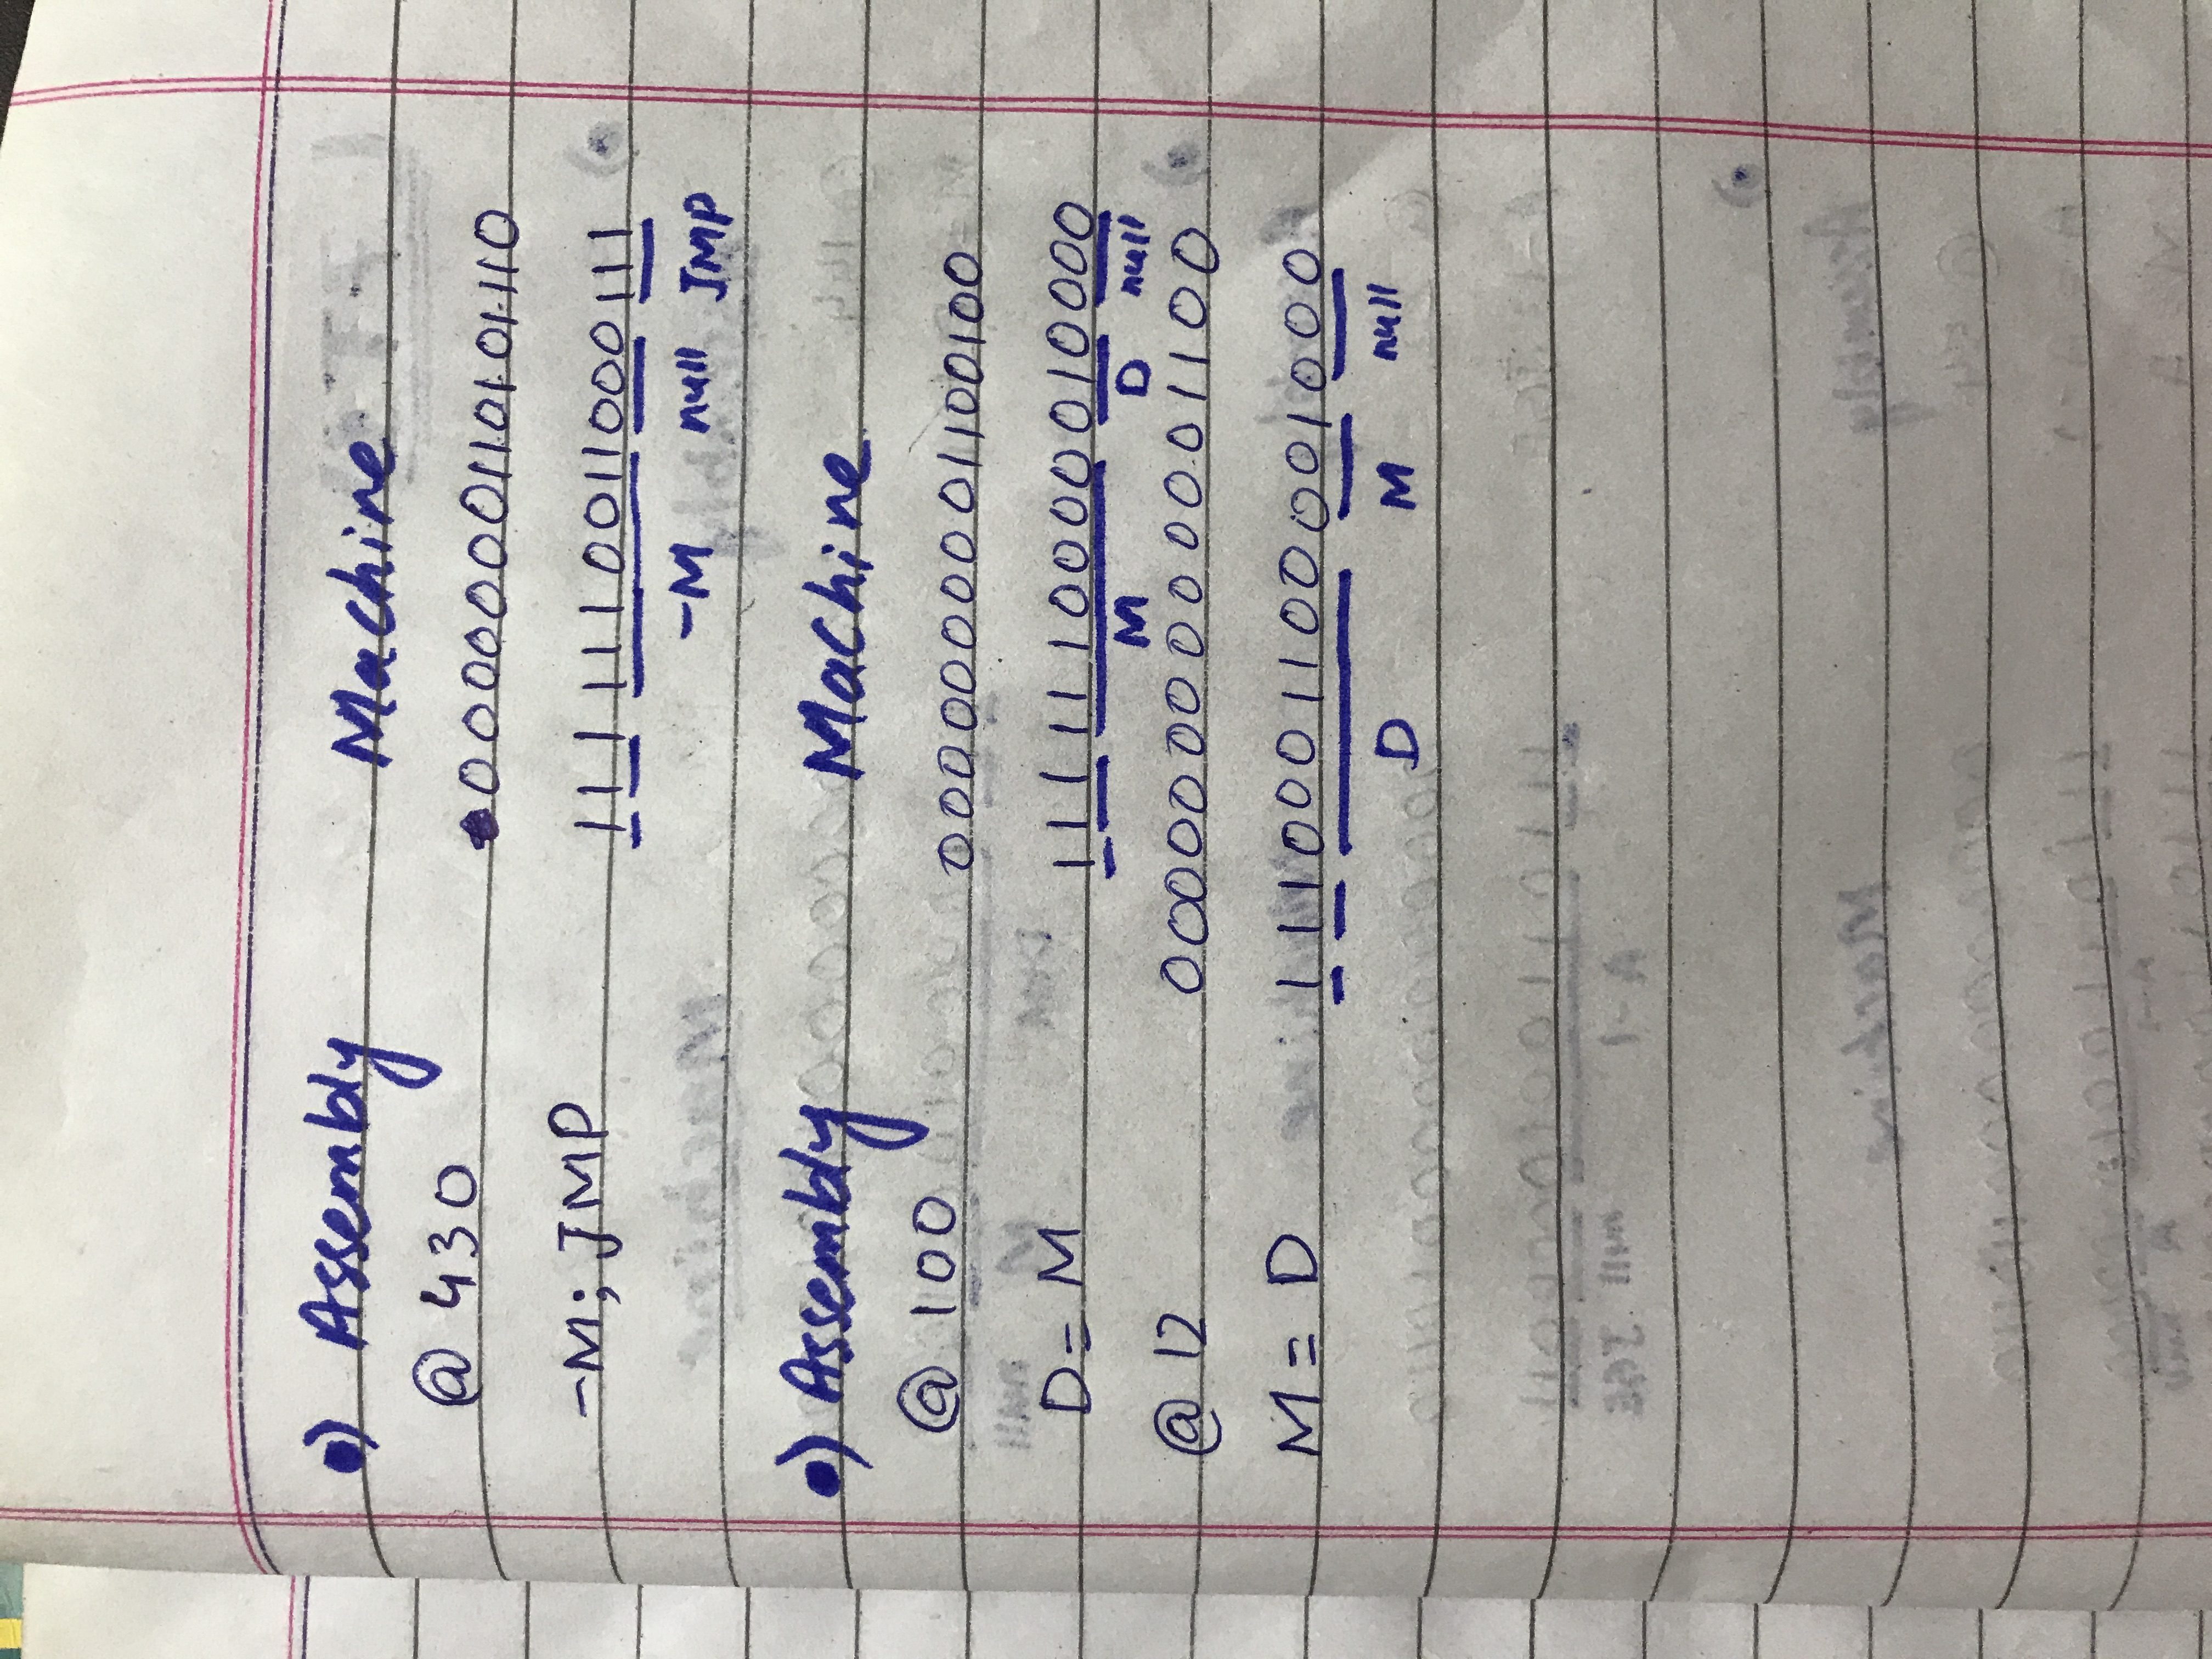 •) Assembly Machine
@ 430 0000000110101110
-M; JMP 1111110011000111
-M null JMP
•) Assembly Machine
@ 100 0000000001100100
D = M 1111110000010000
M D null
@ 12 0000000000001100
M = D 1110001100001000
D M null